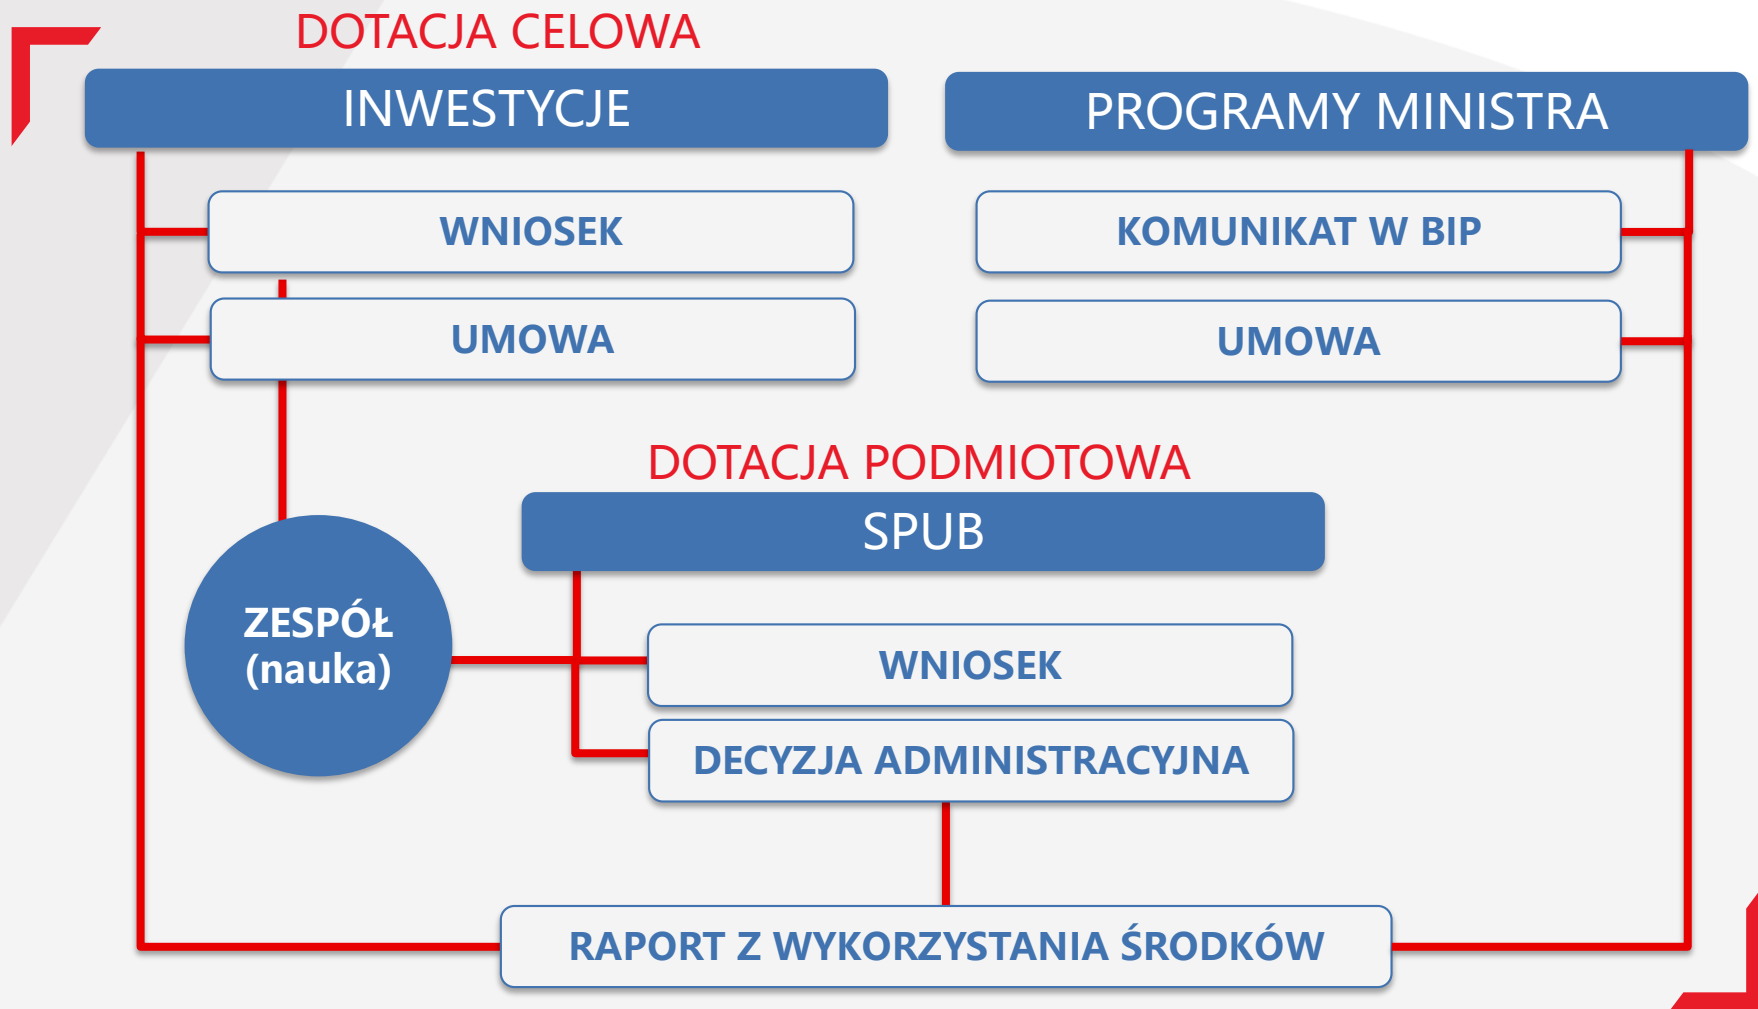 DOTACJA CELOWA
INWESTYCJE
WNIOSEK
UMOWA
PROGRAMY MINISTRA
KOMUNIKAT W BIP
UMOWA
DOTACJA PODMIOTOWA
SPUB
ZESPÓŁ
(nauka)
WNIOSEK
DECYZJA ADMINISTRACYJNA
RAPORT Z WYKORZYSTANIA ŚRODKÓW